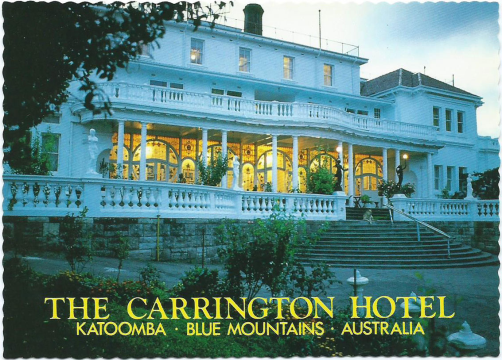 THE CARRINGTON HOTEL
KATOOMBA · BLUE MOUNTAINS · AUSTRALIA